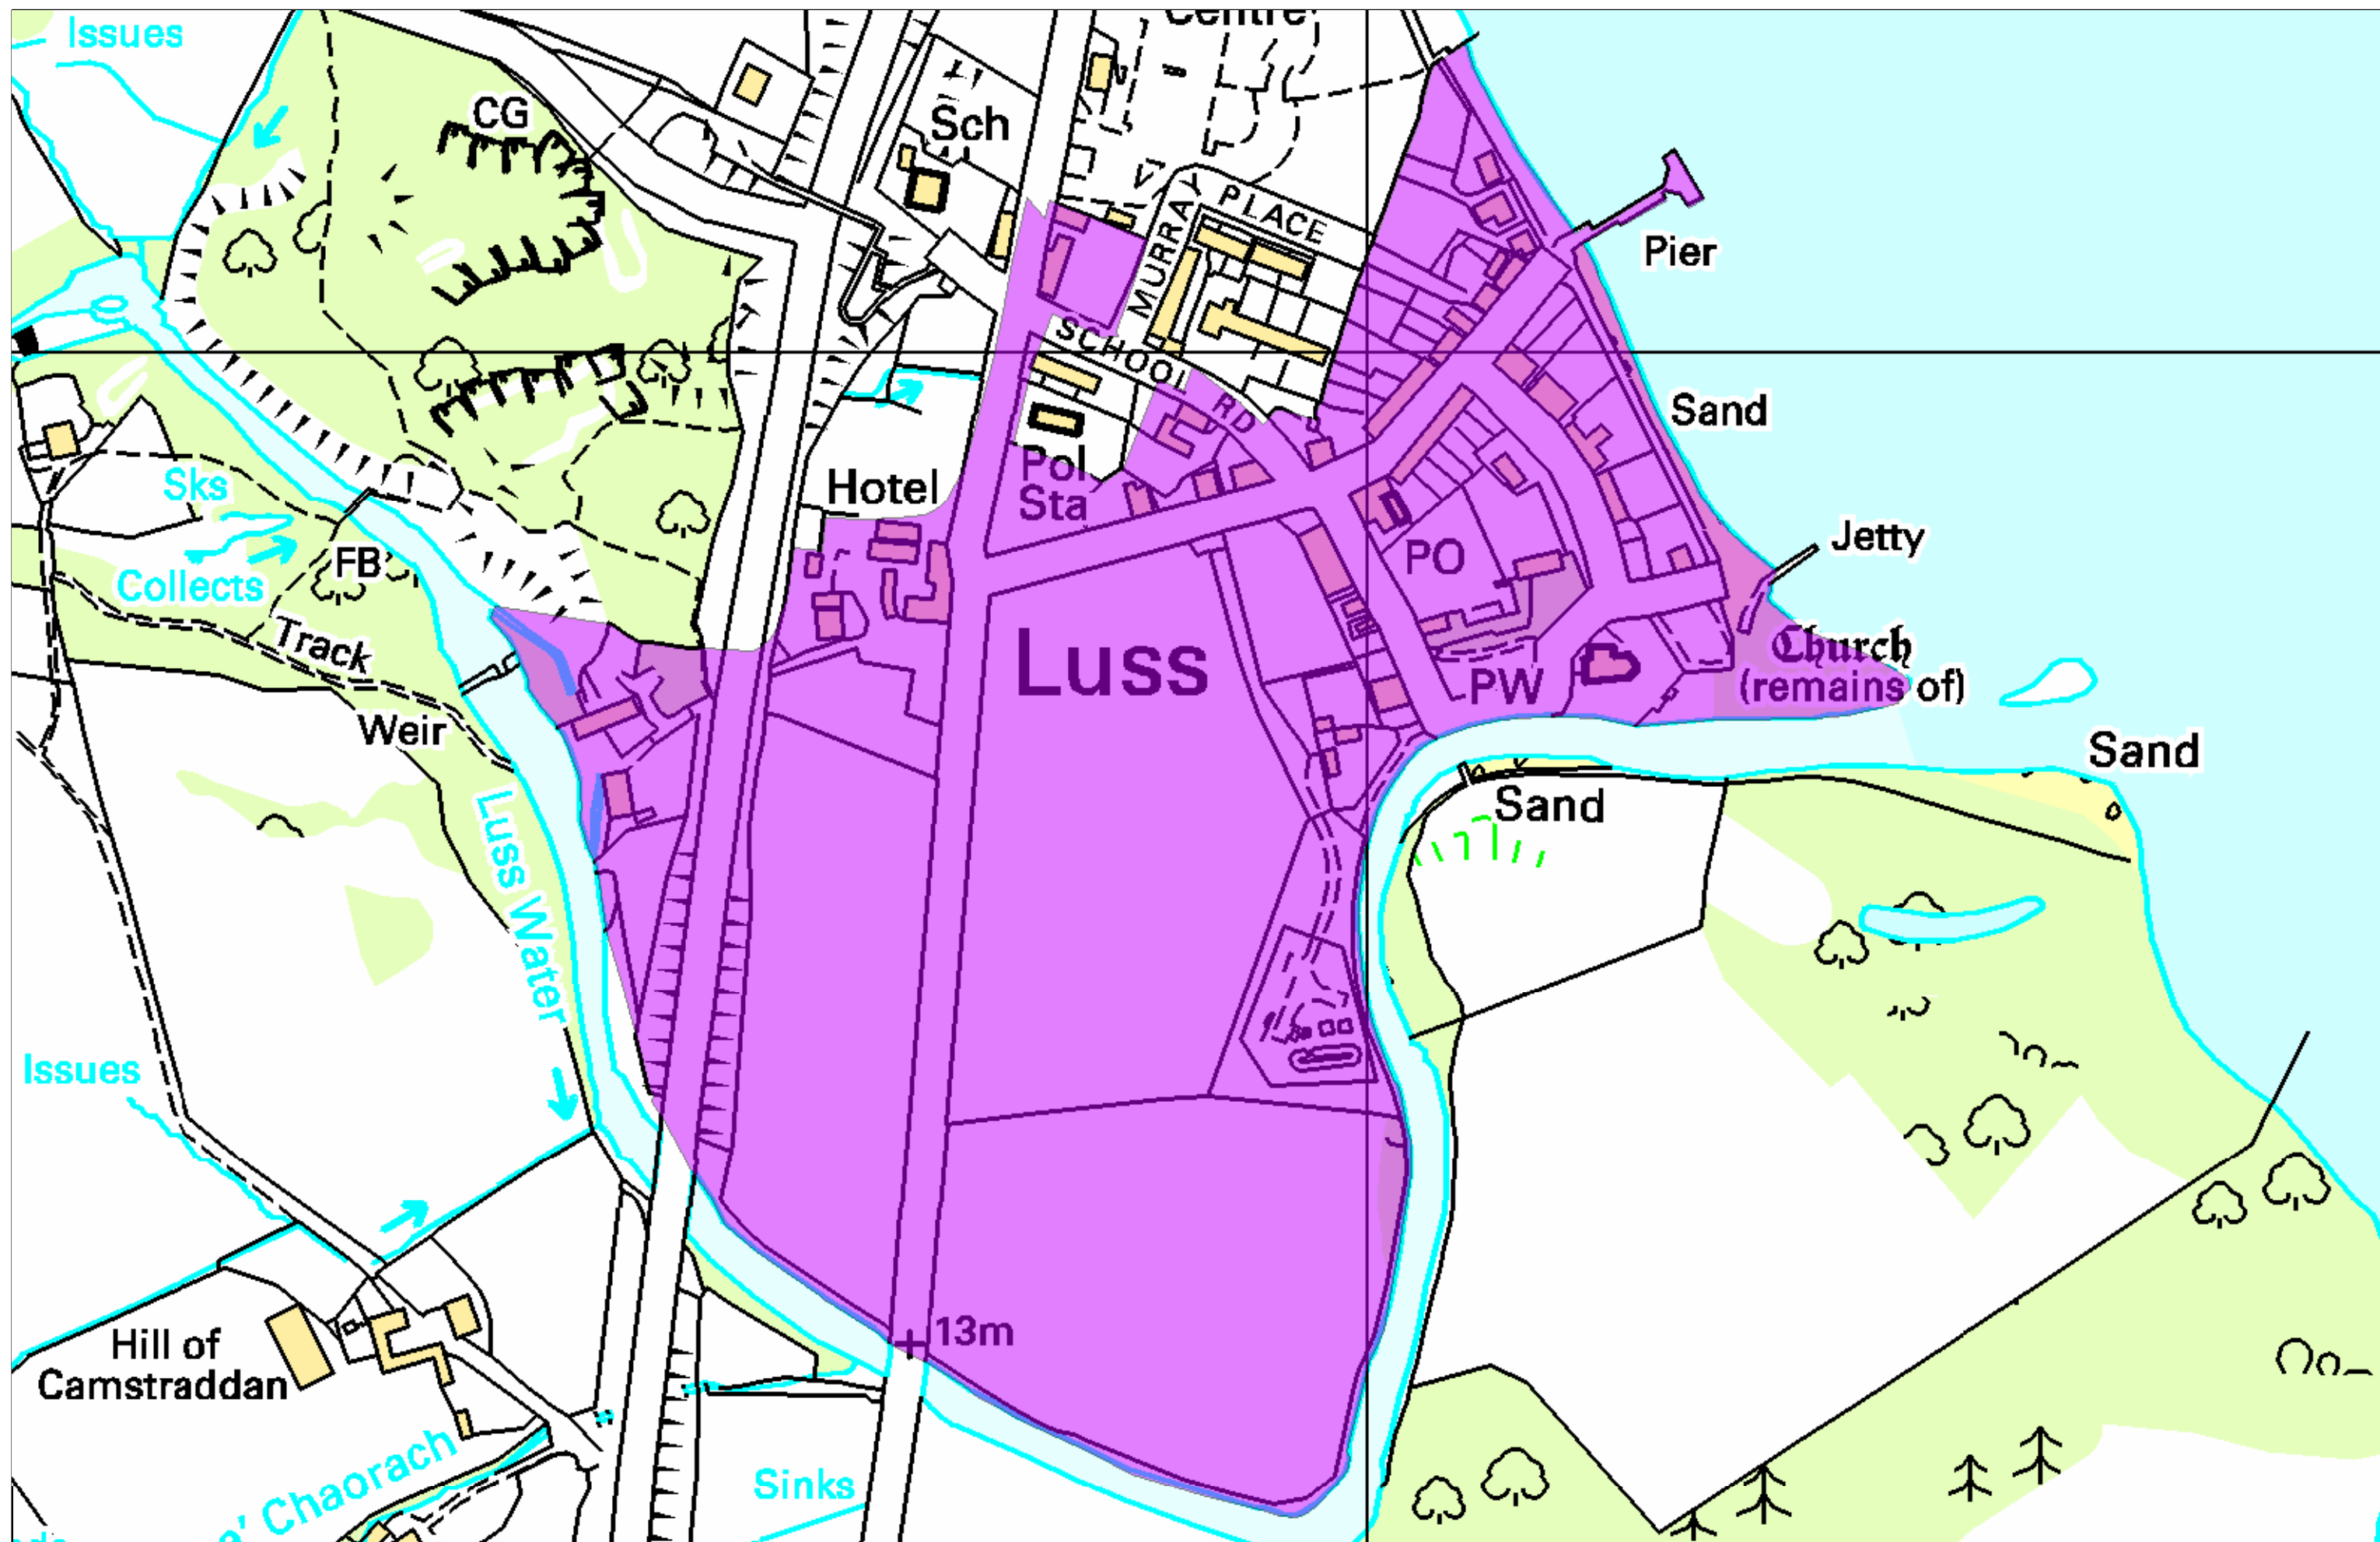 Issues
Centre
CG
Sch
PLACE
MURRAY
Pier
SCHOOL
RD
Sand
Hotel
Pol
Sta
Sks
FB
Collects
PO
Jetty
Track
Luss
Church
(remains of)
PW
Weir
Sand
Sand
Luss Water
Issues
13m
Hill of
Camstraddan
a' Chaorach
Sinks